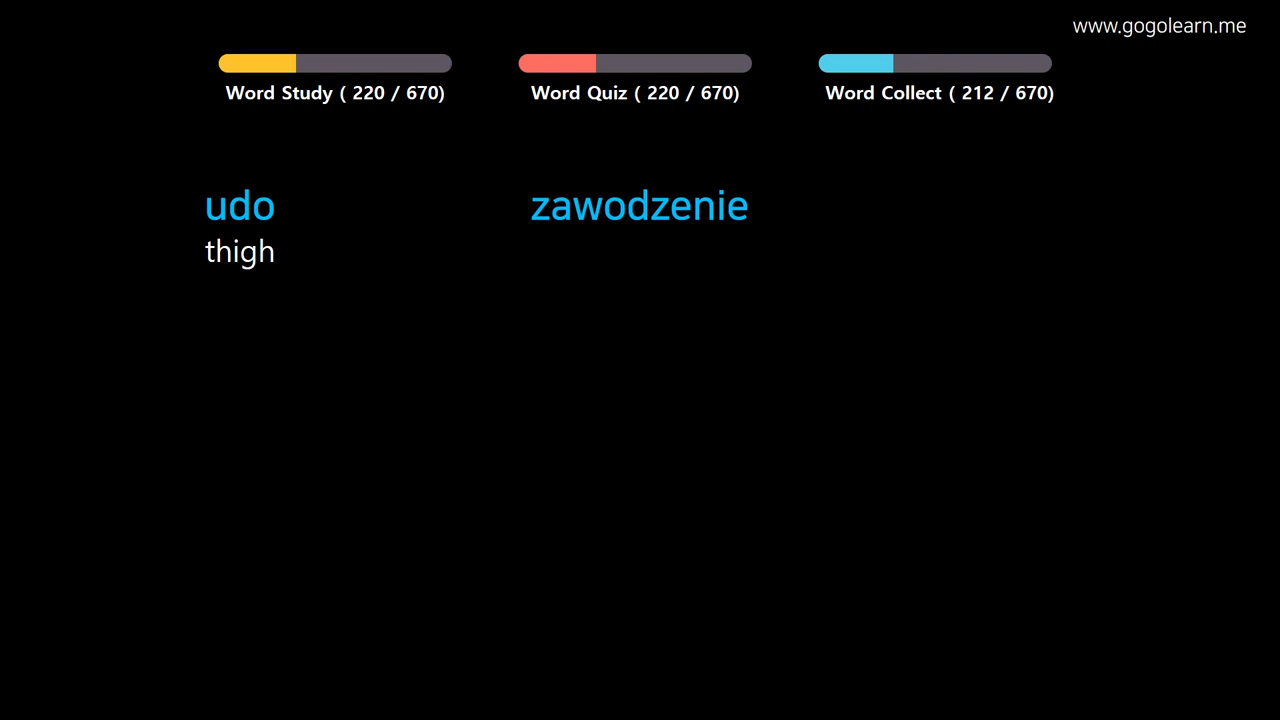 www.gogolearn.me
Word Study ( 220 / 670)
Word Quiz ( 220 / 670)
Word Collect ( 212 / 670)
udo
thigh
zawodzenie